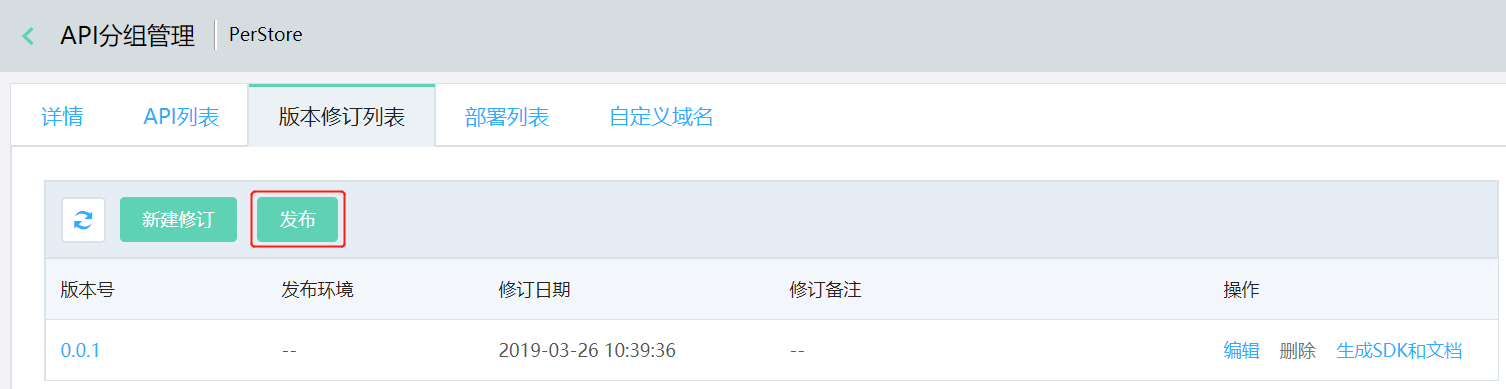 API分组管理 PerStore
详情 API列表 版本修订列表 部署列表 自定义域名
新建修订 发布
版本号 发布环境 修订日期 修订备注 操作
0.0.1 -- 2019-03-26 10:39:36 -- 编辑 删除 生成SDK和文档